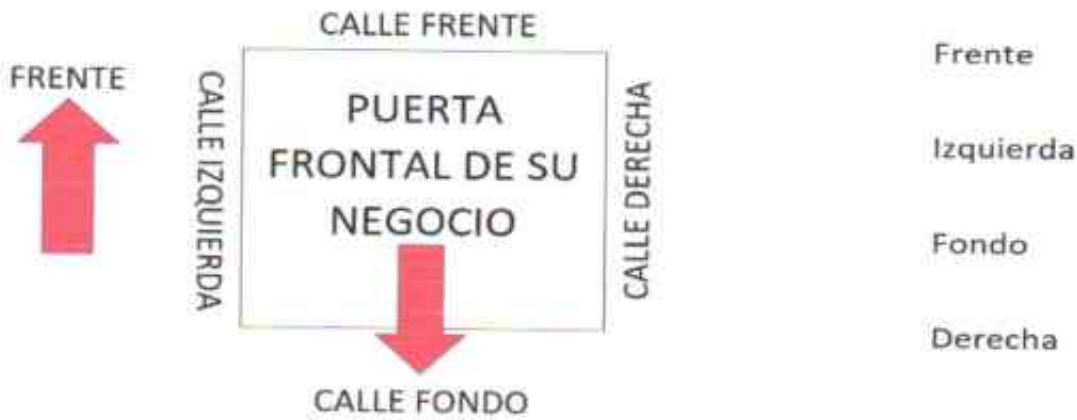 CALLE FRENTE
FRENTE
CALLE IZQUIERDA
PUERTA
FRONTAL DE SU
NEGOCIO
CALLE DERECHA
CALLE FONDO
Frente
Izquierda
Fondo
Derecha